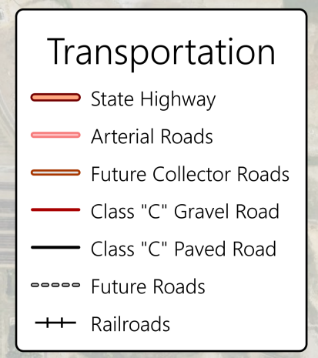 Transportation
State Highway
Arterial Roads
Future Collector Roads
Class "C" Gravel Road
Class "C" Paved Road
Future Roads
Railroads